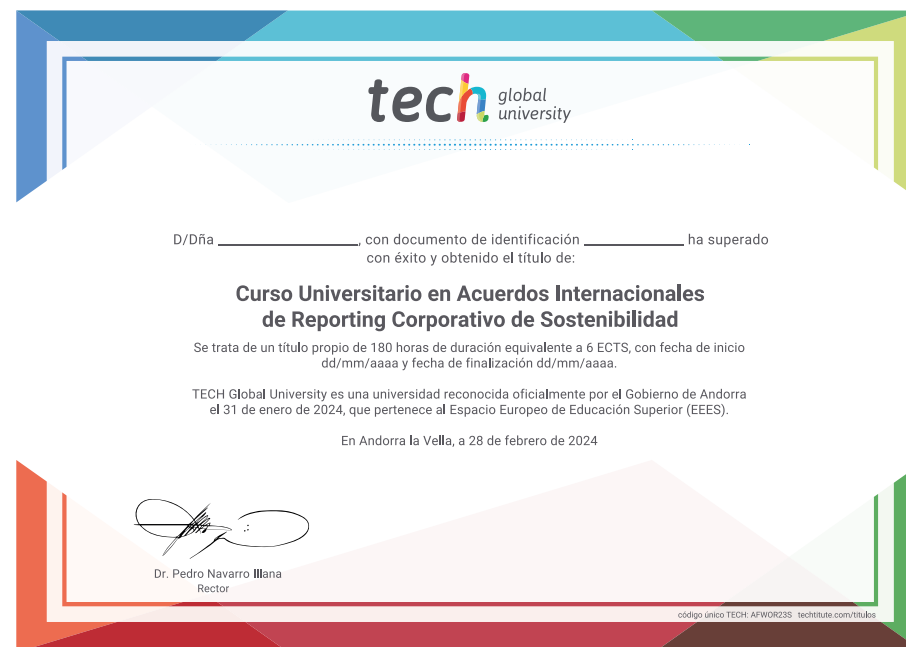 tech global university
D/Dña ____________________, con documento de identificación ______________ ha superado
con éxito y obtenido el título de:
Curso Universitario en Acuerdos Internacionales
de Reporting Corporativo de Sostenibilidad
Se trata de un título propio de 180 horas de duración equivalente a 6 ECTS, con fecha de inicio
dd/mm/aaaa y fecha de finalización dd/mm/aaaa.
TECH Global University es una universidad reconocida oficialmente por el Gobierno de Andorra
el 31 de enero de 2024, que pertenece al Espacio Europeo de Educación Superior (EEES).
En Andorra la Vella, a 28 de febrero de 2024
Dr. Pedro Navarro Illana
Rector
código único TECH: AFWOR23S techtitute.com/titulos